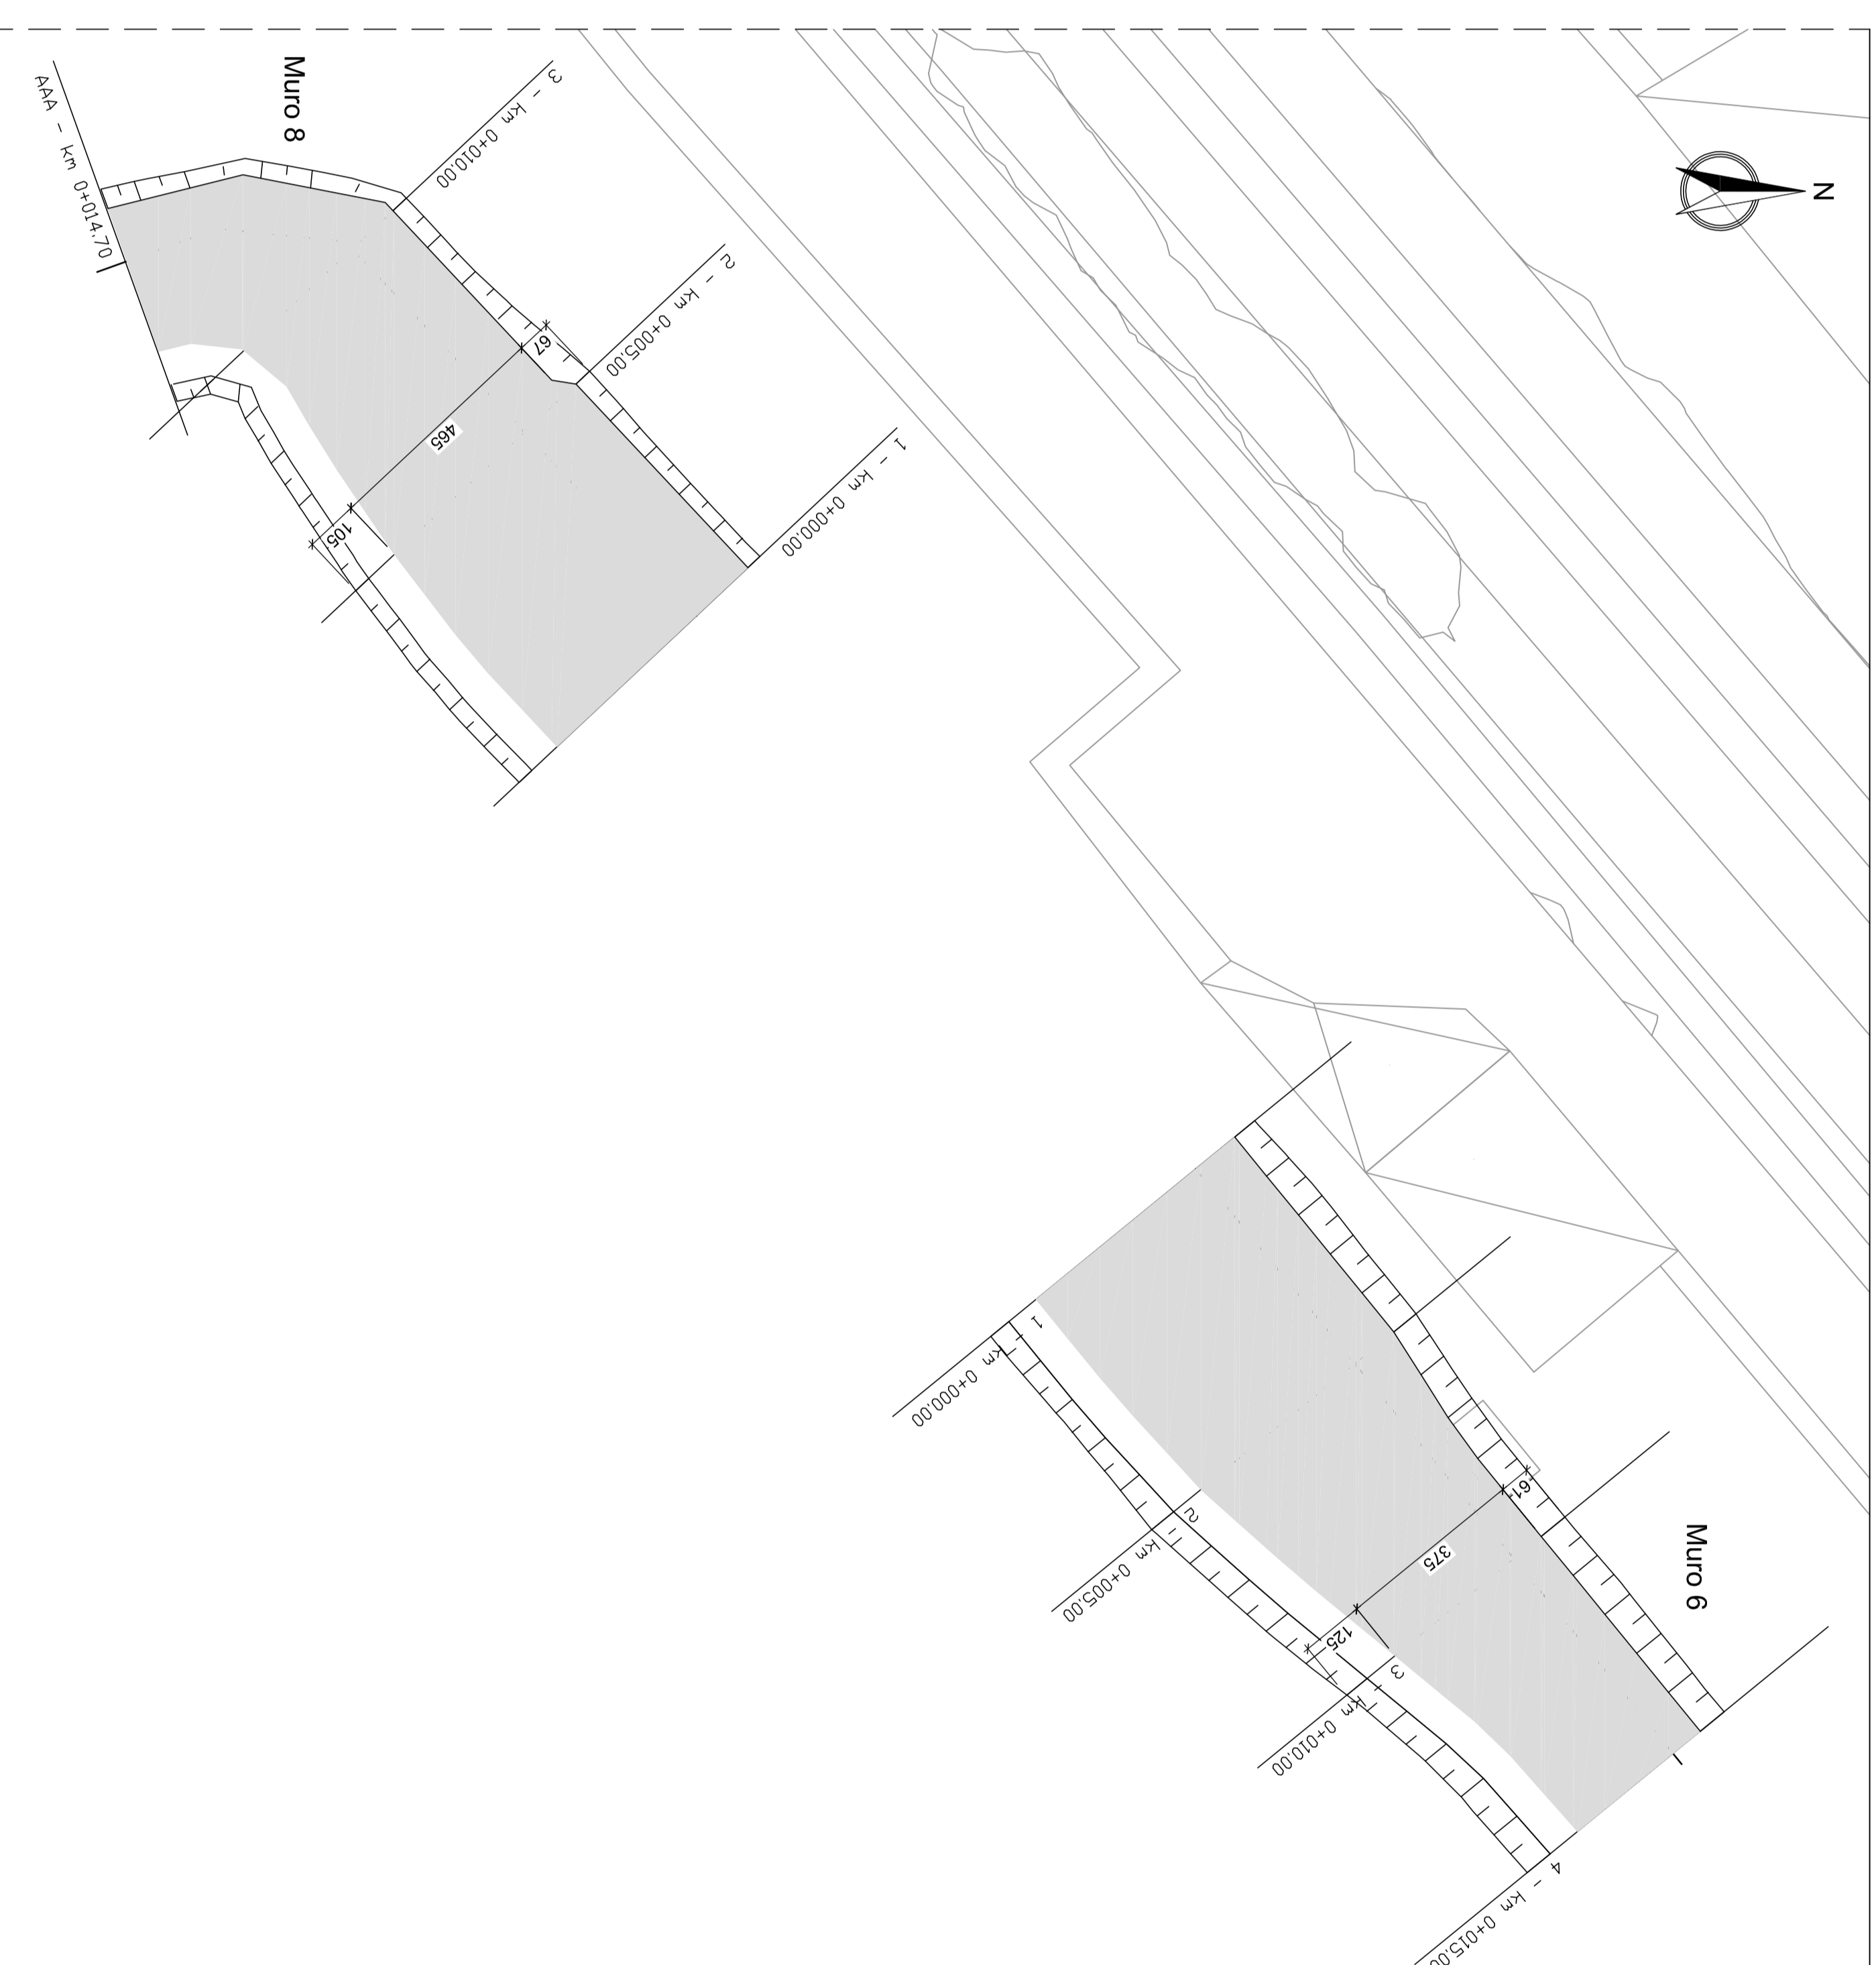 Muro 8
AAA - km 0+014.70
3 - km 0+010.00
2 - km 0+005.00
1 - km 0+000.00
67
465
105
N
Muro 6
1 km 0+000.00
2 km 0+005.00
3 km 0+010.00
4 - km 0+015.00
61
375
125